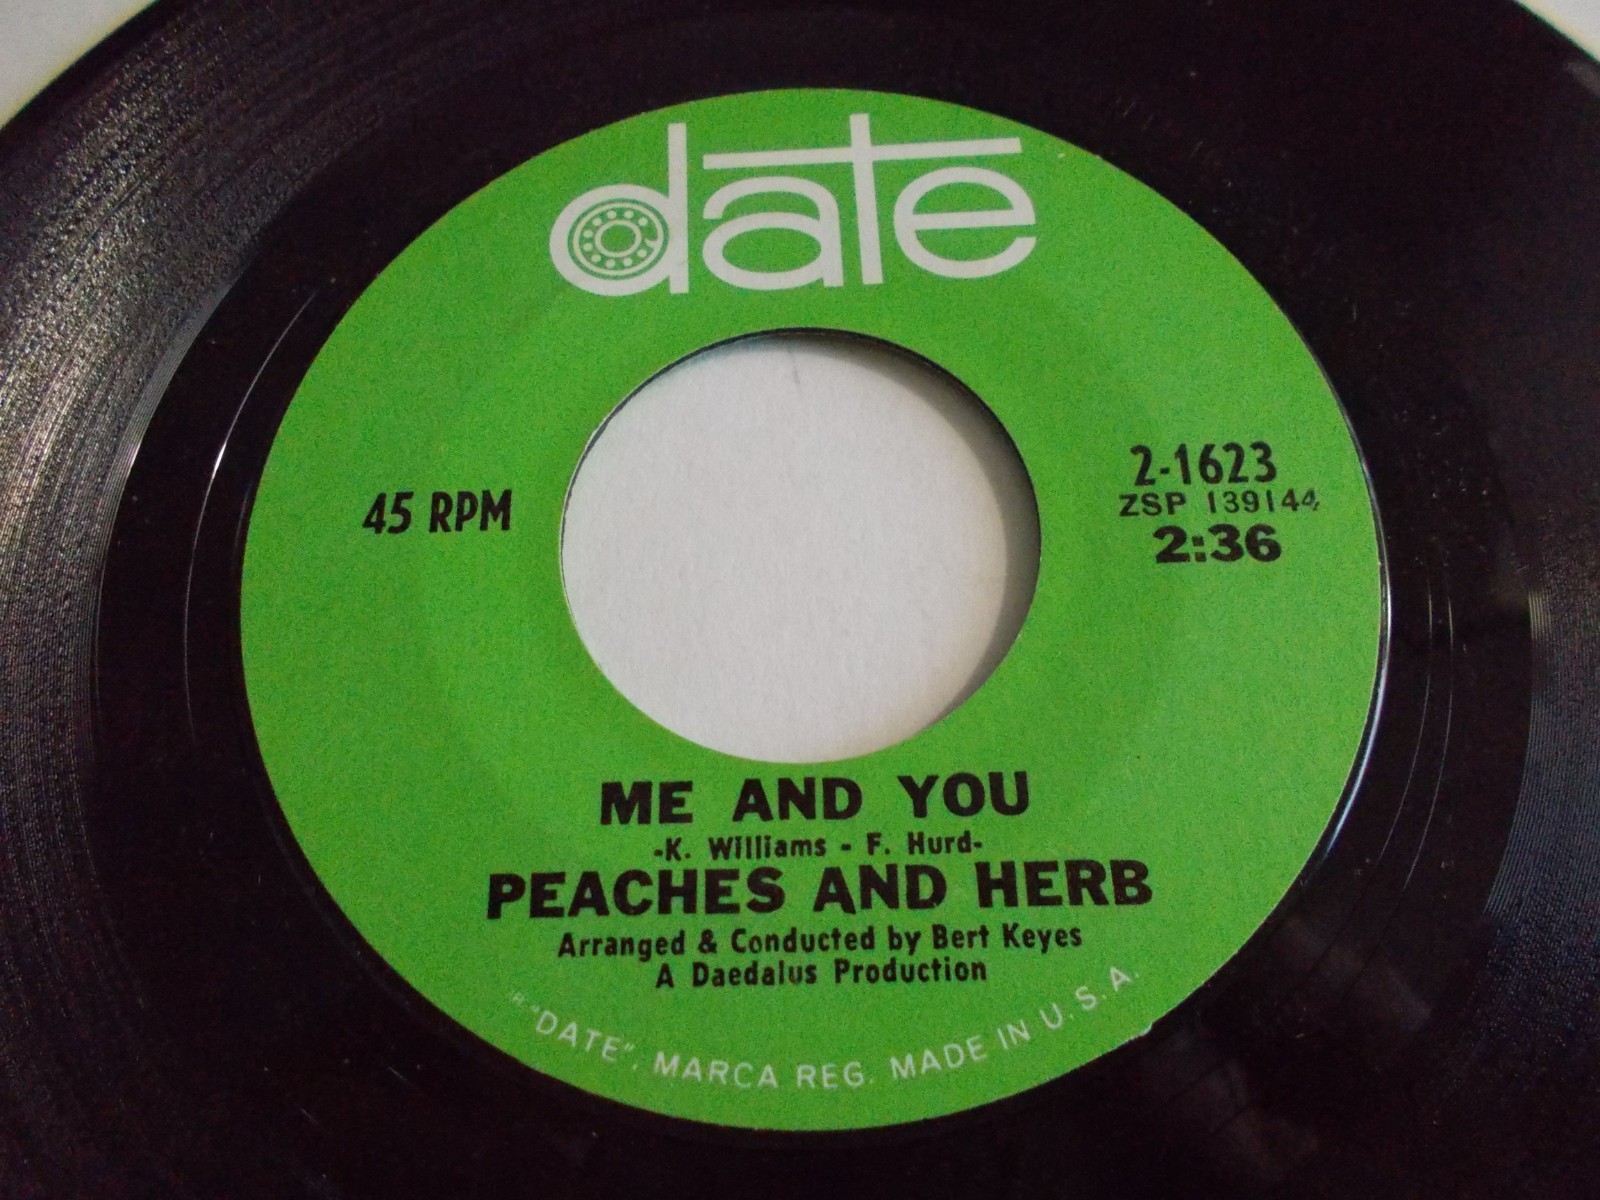 date
45 RPM
2-1623
ZSP 139144
2:36
ME AND YOU
-K. Williams - F. Hurd-
PEACHES AND HERB
Arranged & Conducted by Bert Keyes
A Daedalus Production
"DATE", MARCA REG. MADE IN U.S.A.